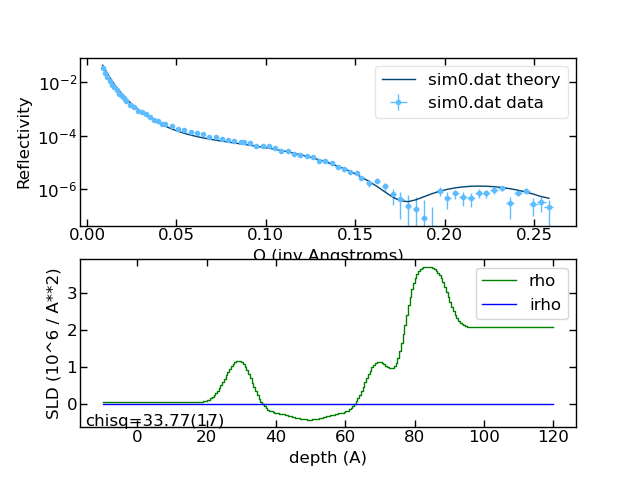 10⁻²
10⁻⁴
10⁻⁶
Reflectivity
sim0.dat theory
sim0.dat data
0.00 0.05 0.10 0.15 0.20 0.25
Q (inv Angstroms)
3
2
1
0
SLD (10^6 / A**2)
rho
irho
chisq=33.77(17)
0 20 40 60 80 100 120
depth (A)